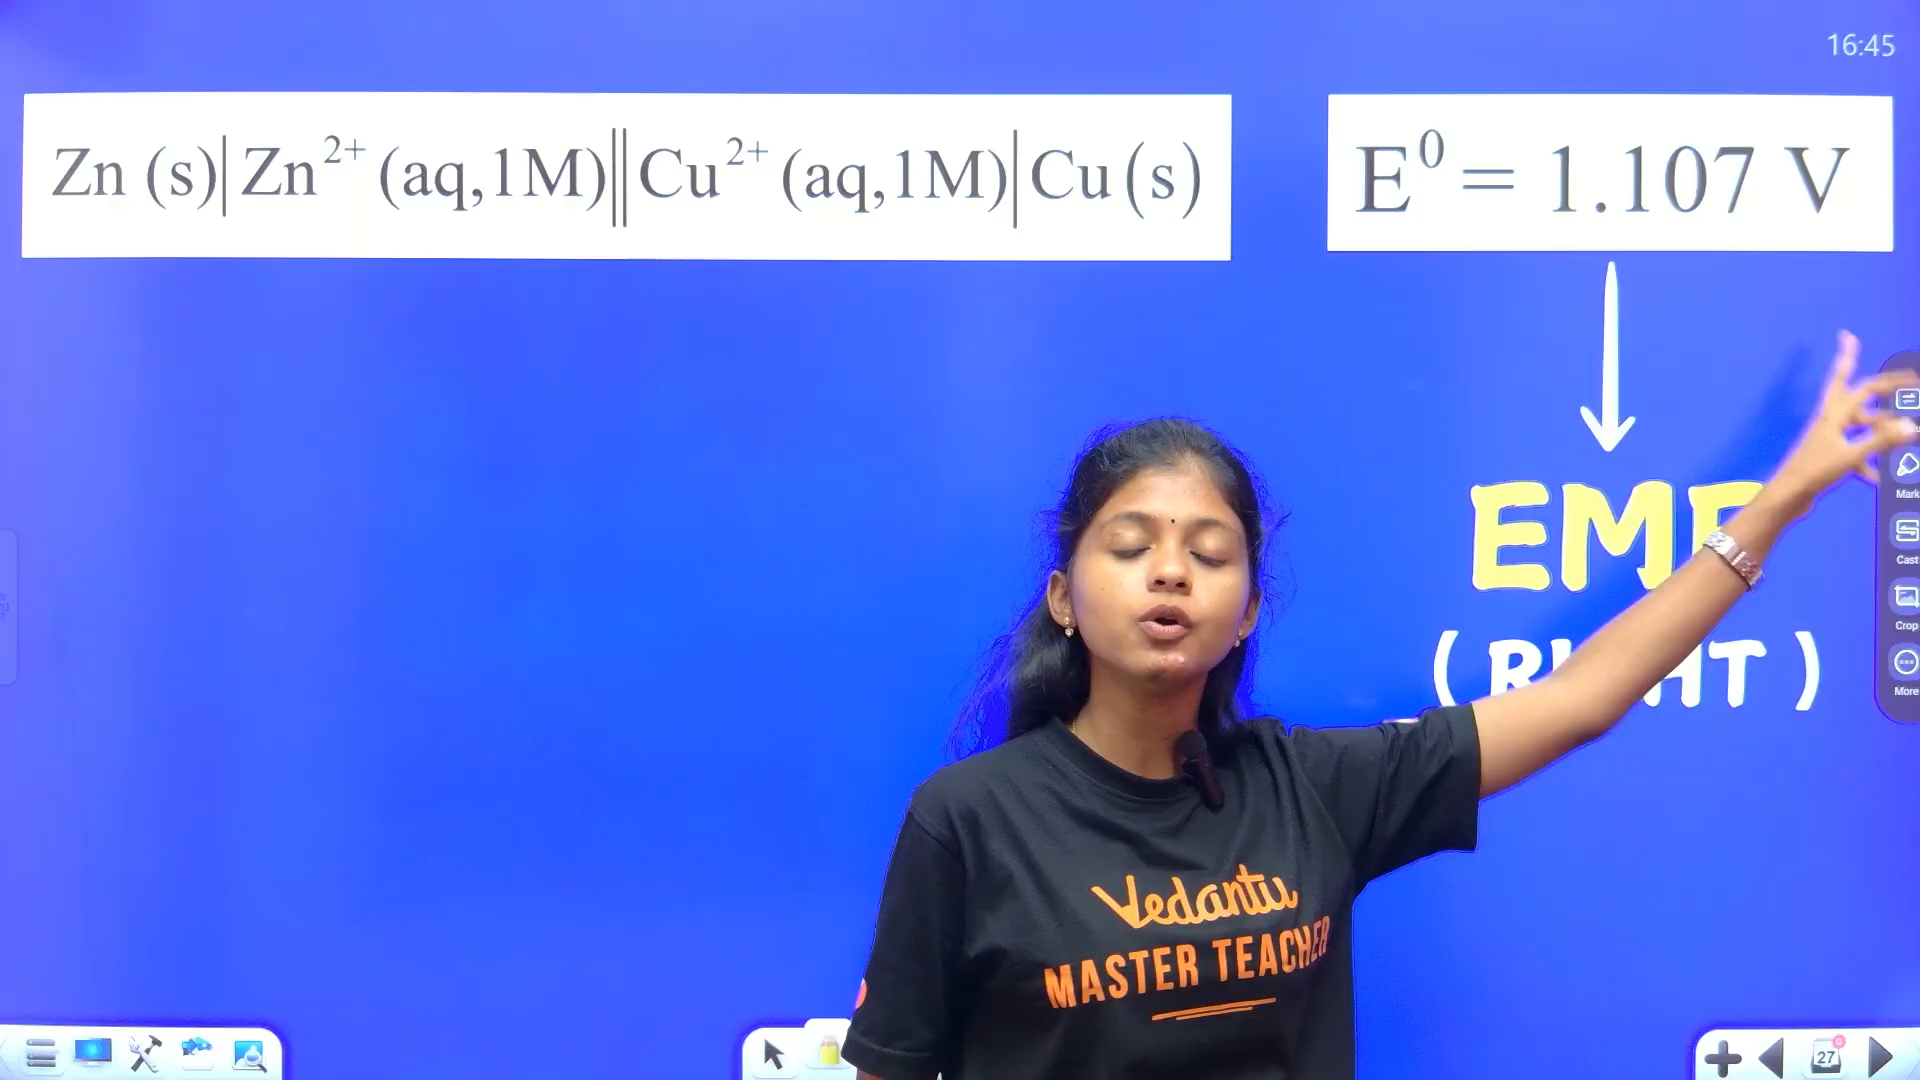 16:45
Zn (s)| Zn²⁺ (aq,1M)||Cu²⁺ (aq,1M)|Cu (s)
E⁰ = 1.107 V
Mark
Cast
Crop
More
Vedantu
MASTER TEACHER
27